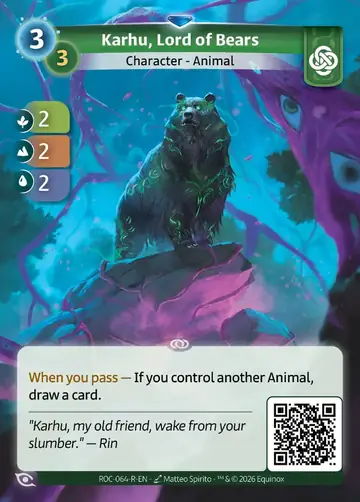 3
3
Karhu, Lord of Bears
Character - Animal
2
2
2
When you pass — If you control another Animal,
draw a card.
"Karhu, my old friend, wake from your
slumber." — Rin
ROC-064-R-EN - Matteo Spirito - ™ & © 2026 Equinox